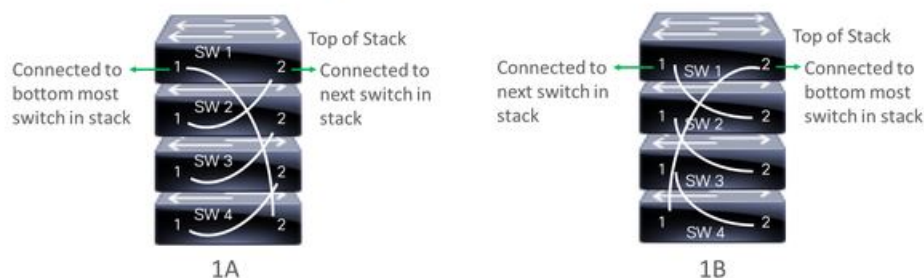 SW 1
1 2
Top of Stack
Connected to
bottom most
switch in stack
Connected to
next switch in
stack
SW 2
1 2
SW 3
1 2
SW 4
1 2
1A
Connected to
next switch in
stack
1 2
SW 1
Top of Stack
Connected to
bottom most
switch in stack
SW 2
1 2
1 2
SW 3
1 2
SW 4
1B